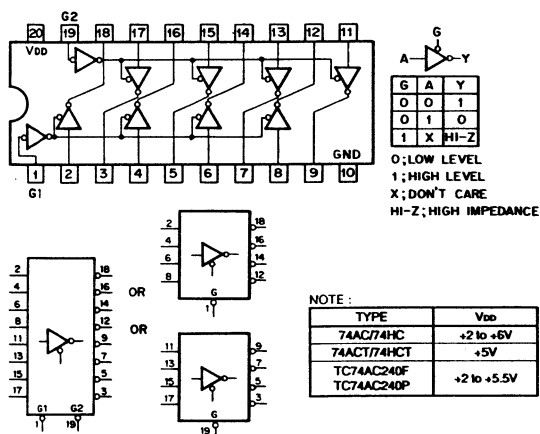 G2
20 19 18 17 16 15 14 13 12 11
VDD
GND
1 2 3 4 5 6 7 8 9 10
G1
G
A Y
G A Y
0 0 1
0 1 0
1 X HI-Z
0;LOW LEVEL
1;HIGH LEVEL
X;DON'T CARE
HI-Z;HIGH IMPEDANCE
2 18
4 16
6 14
8 12
11 9
13 7
15 5
17 3
G1 G2
1 19
OR
OR
2 18
4 16
6 14
8 12
G
1
11 9
13 7
15 5
17 3
G
19
NOTE :
TYPE VDD
74AC/74HC +2 to +6V
74ACT/74HCT +5V
TC74AC240F
TC74AC240P +2 to +5.5V